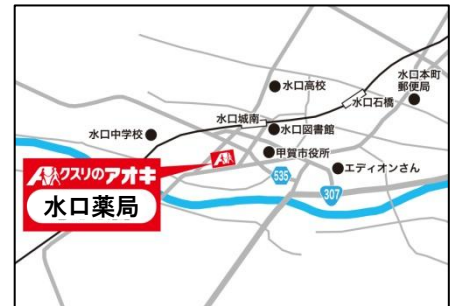 水口高校
水口本町
郵便局
水口石橋
水口城南
水口図書館
水口中学校
甲賀市役所
エディオンさん
クスリのアオキ
水口薬局
535
307